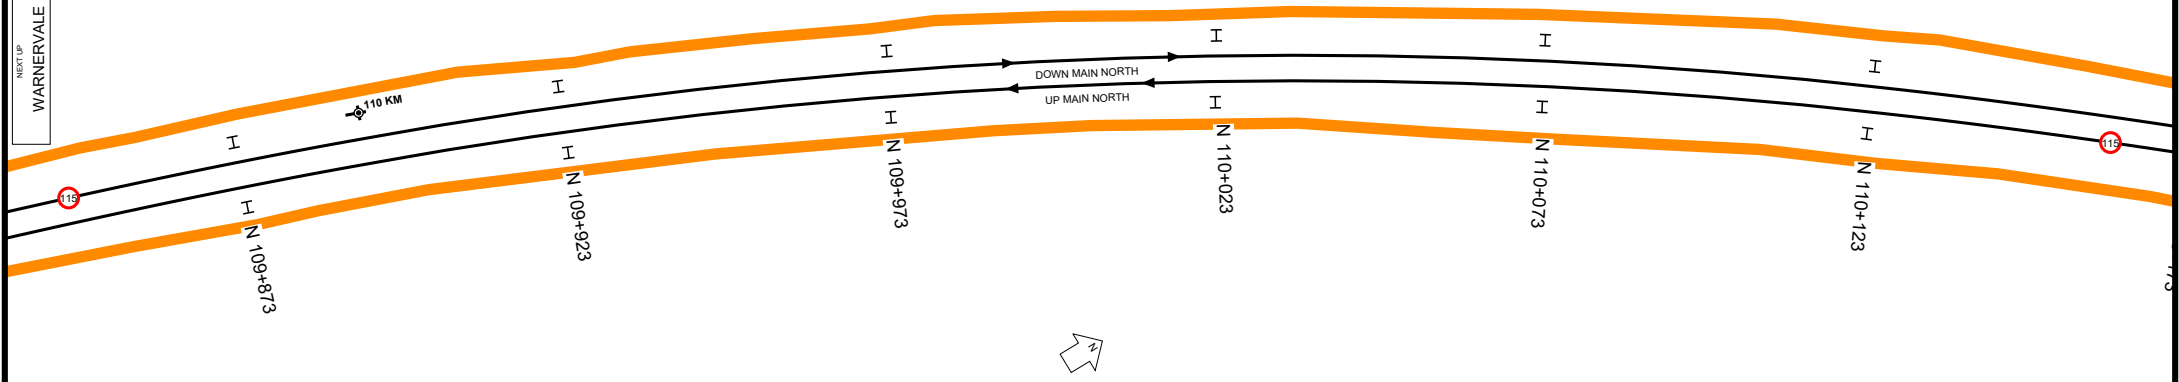 NEXT UP
WARNERVALE
110 KM
DOWN MAIN NORTH
UP MAIN NORTH
115
115
N 109+873
N 109+923
N 109+973
N 110+023
N 110+073
N 110+123
N